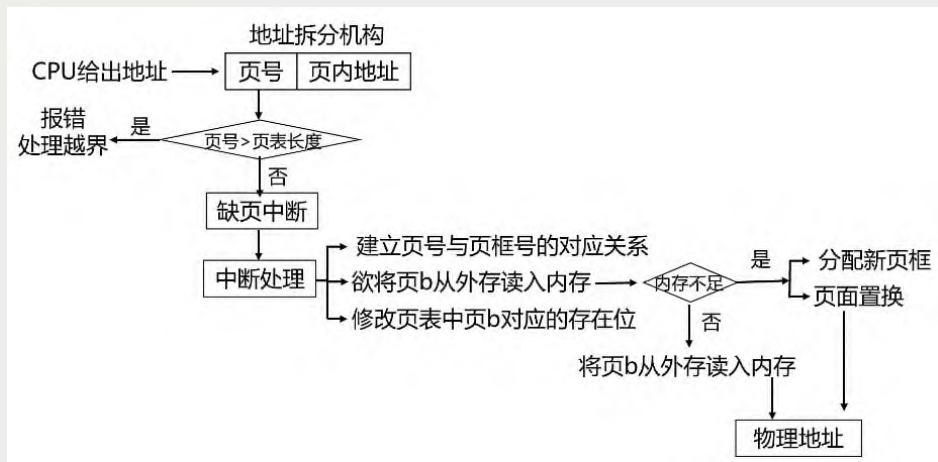 地址拆分机构
CPU给出地址
页号
页内地址
报错
处理越界
是
页号>页表长度
否
缺页中断
中断处理
建立页号与页框号的对应关系
欲将页b从外存读入内存
修改页表中页b对应的存在位
内存不足
是
分配新页框
页面置换
否
将页b从外存读入内存
物理地址